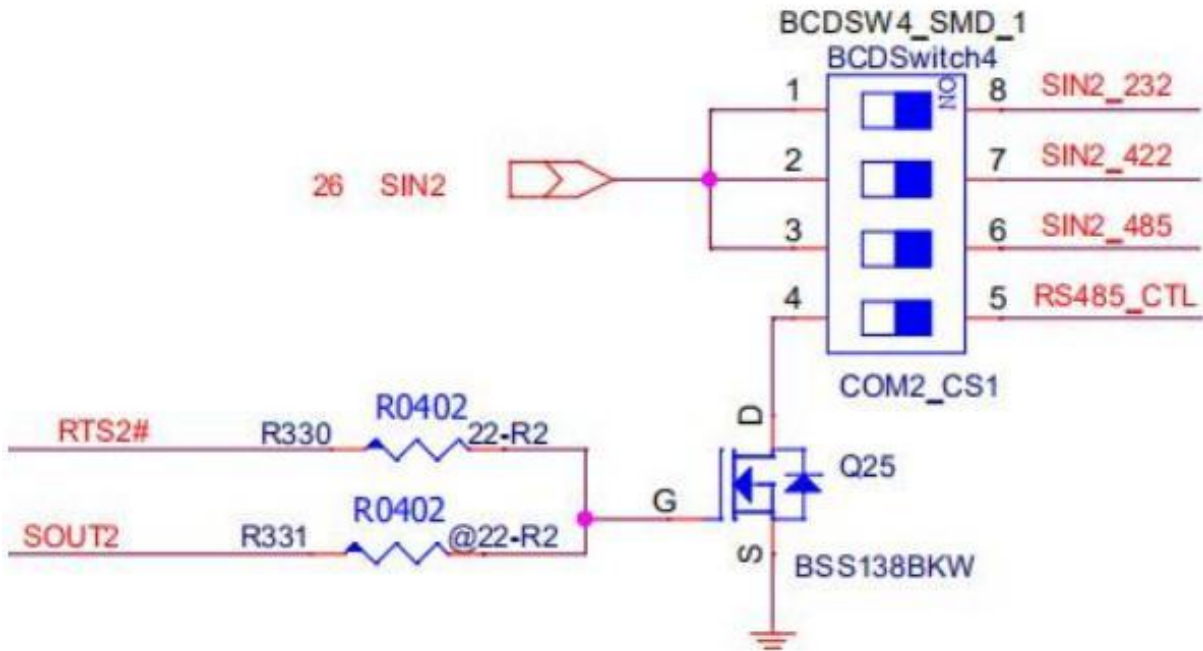 BCDSW4_SMD_1
BCDSwitch4
ON
1 8 SIN2_232
26 SIN2 2 7 SIN2_422
3 6 SIN2_485
4 5 RS485_CTL
COM2_CS1
R0402
RTS2# R330 22-R2
D
Q25
G
R0402
SOUT2 R331 @22-R2
S
BSS138BKW